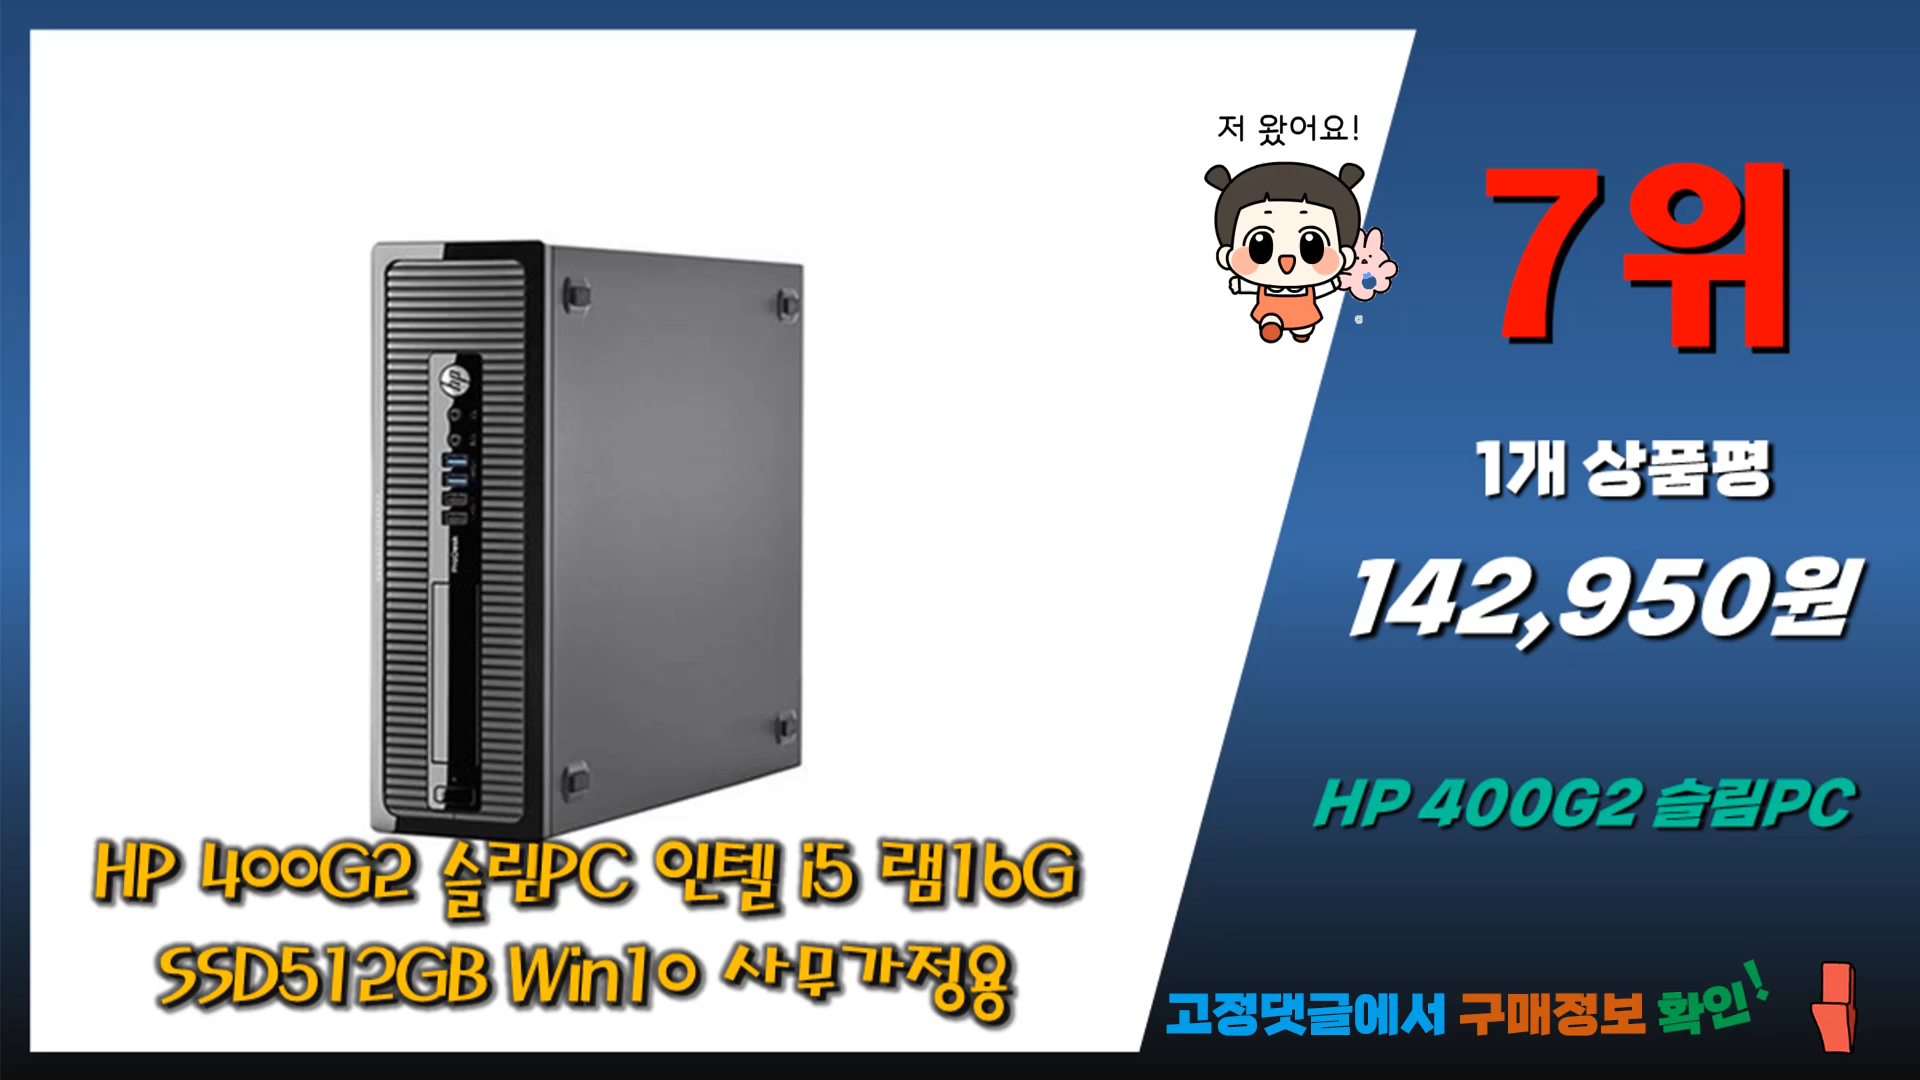 저 왔어요!
7위
1개 상품평
142,950원
HP 400G2 슬림PC
hp
ProDesk
HP 400G2 슬림PC 인텔 i5 램16G
SSD512GB Win10 사무가정용
고정댓글에서 구매정보 확인!